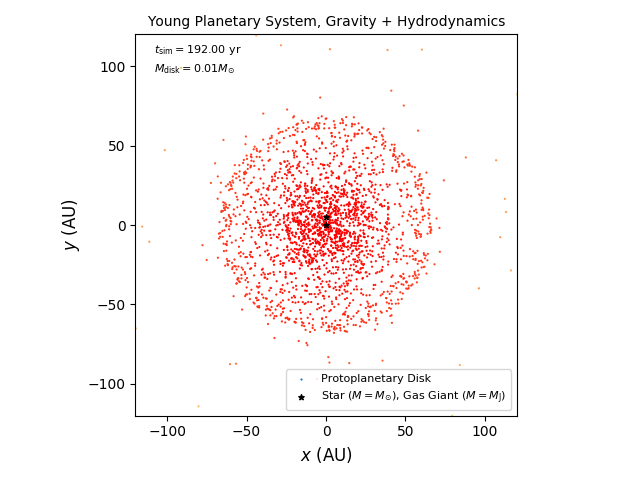 Young Planetary System, Gravity + Hydrodynamics
t_sim = 192.00 yr
M_disk = 0.01M_⊙
100
50
0
−50
−100
y (AU)
Protoplanetary Disk
Star (M = M_⊙), Gas Giant (M = M_J)
−100 −50 0 50 100
x (AU)